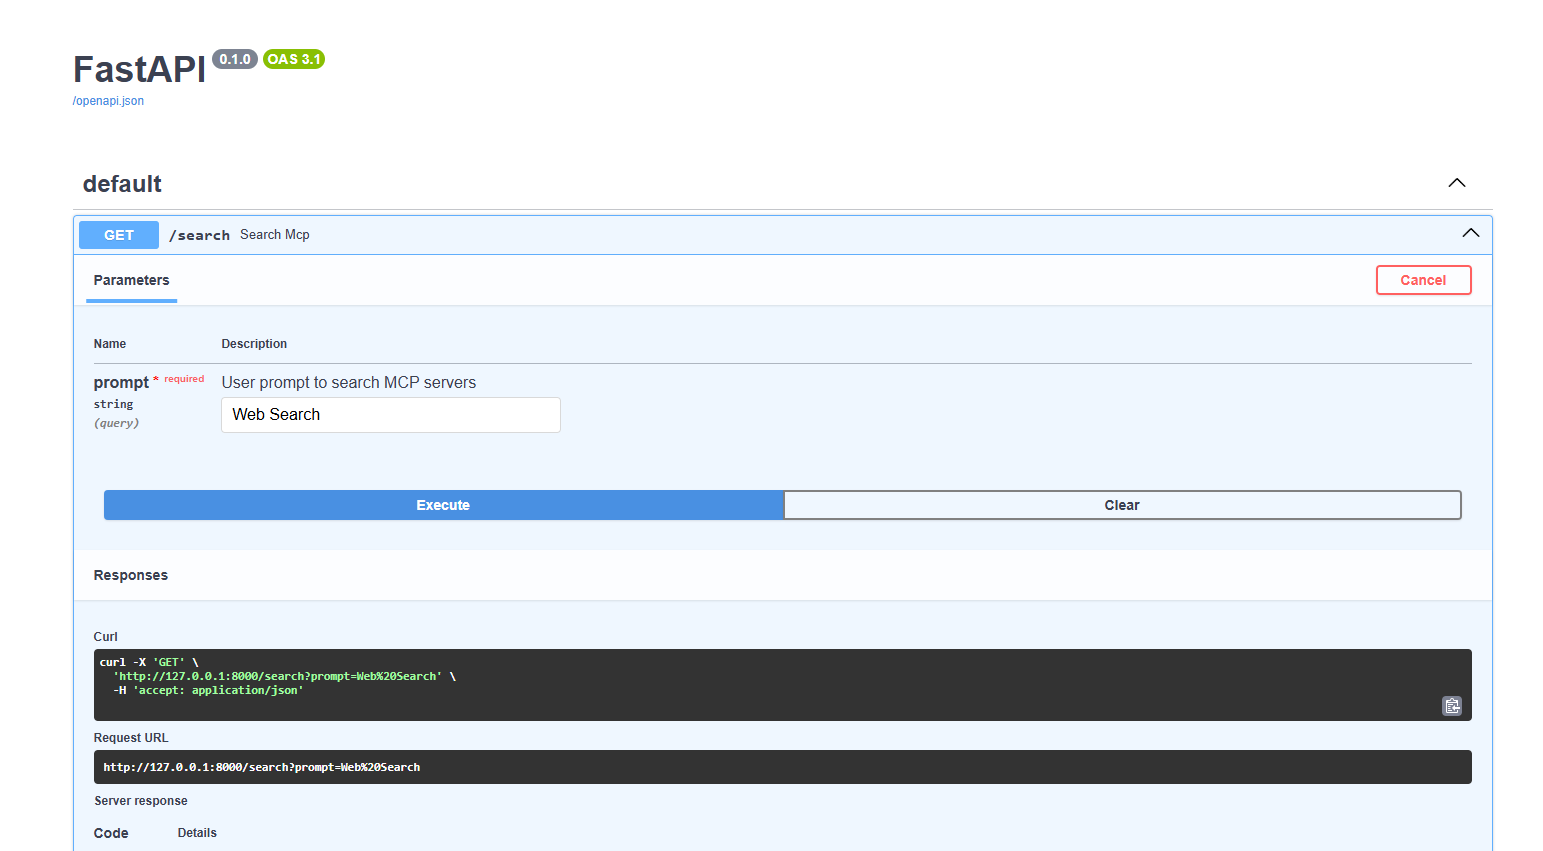 FastAPI 0.1.0 OAS 3.1
/openapi.json
default
GET /search Search Mcp
Parameters
Cancel
Name Description
prompt * required User prompt to search MCP servers
string
(query)
Web Search
Execute Clear
Responses
Curl
curl -X 'GET' \
'http://127.0.0.1:8000/search?prompt=Web%20Search' \
-H 'accept: application/json'
Request URL
http://127.0.0.1:8000/search?prompt=Web%20Search
Server response
Code Details